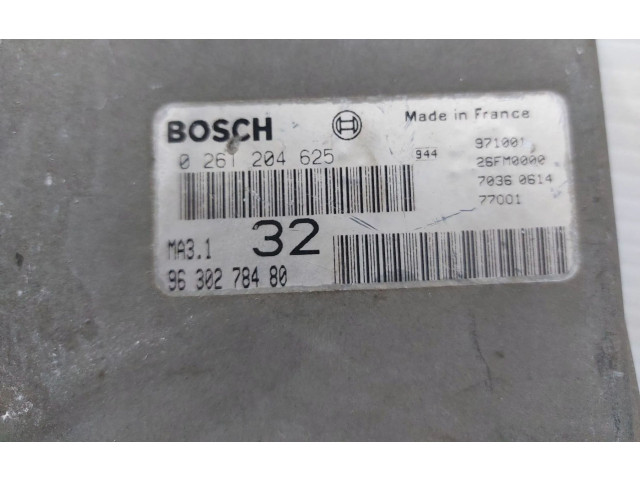 BOSCH
Made in France
0 261 204 625
944
971001
26FM0000
7036 0614
77001
MA3.1
32
96 302 784 80